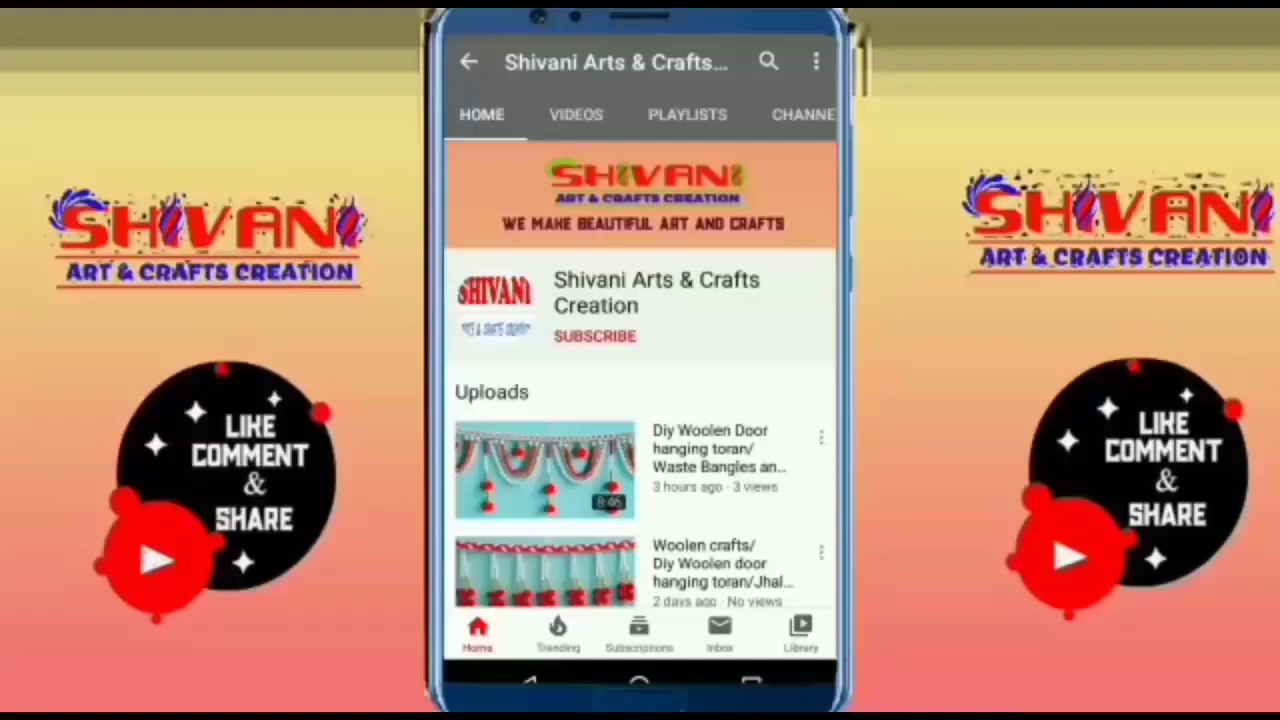 Shivani Arts & Crafts...
HOME VIDEOS PLAYLISTS CHANNE
SHIVANI
ART & CRAFTS CREATION
WE MAKE BEAUTIFUL ART AND CRAFTS
SHIVANI
Shivani Arts & Crafts
Creation
SUBSCRIBE
Uploads
8:46
Diy Woolen Door
hanging toran/
Waste Bangles an...
3 hours ago · 3 views
Woolen crafts/
Diy Woolen door
hanging toran/Jhal...
2 days ago · No views
Home Trending Subscriptions Inbox Library
SHIVANI
ART & CRAFTS CREATION
LIKE
COMMENT
&
SHARE
SHIVANI
ART & CRAFTS CREATION
LIKE
COMMENT
&
SHARE